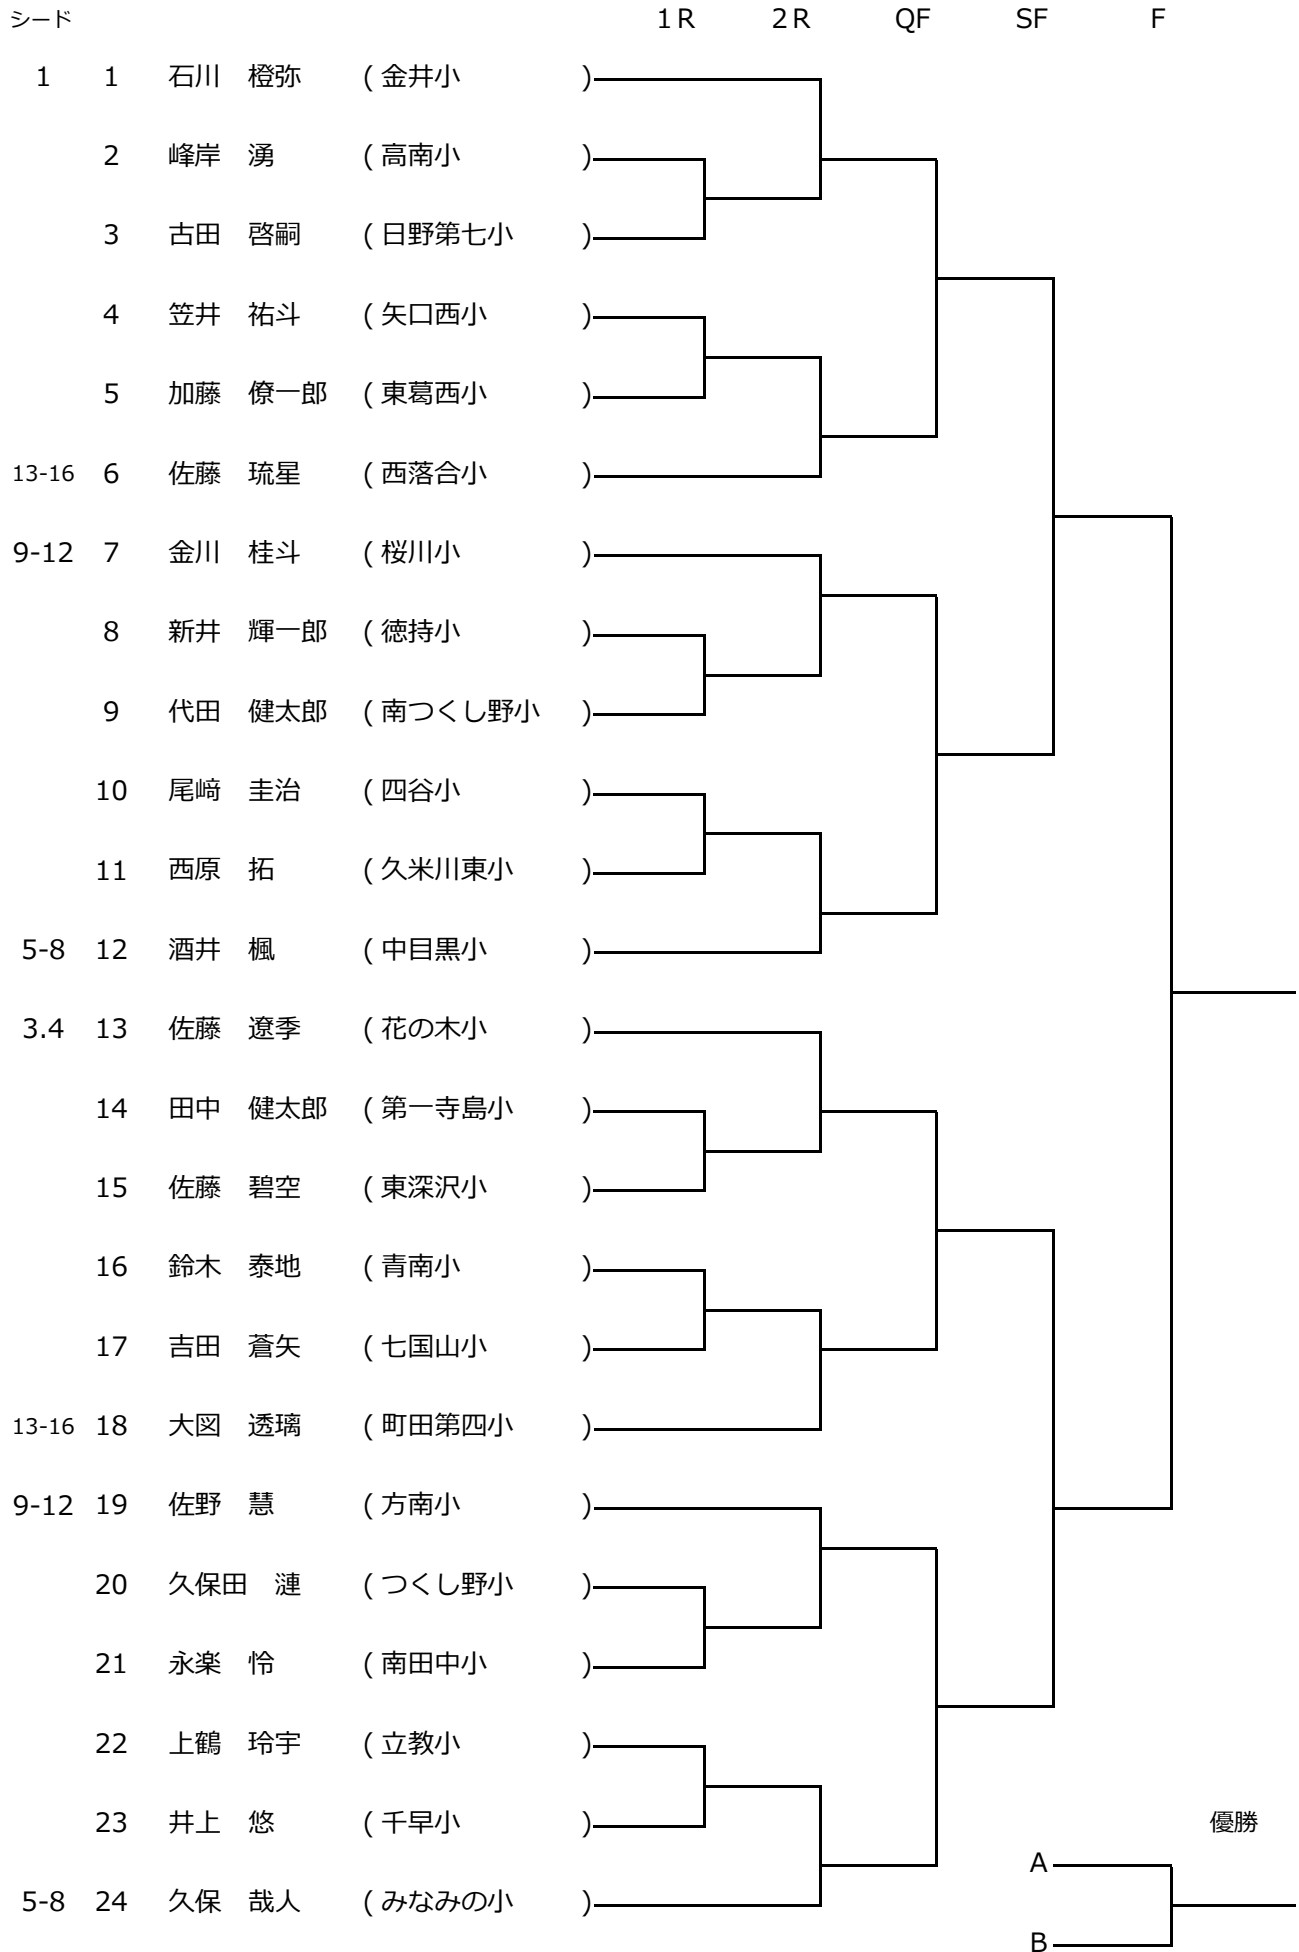 シード 1R 2R QF SF F
1 1 石川 橙弥 ( 金井小 )
2 峰岸 湧 ( 高南小 )
3 古田 啓嗣 ( 日野第七小 )
4 笠井 祐斗 ( 矢口西小 )
5 加藤 僚一郎 ( 東葛西小 )
13-16 6 佐藤 琉星 ( 西落合小 )
9-12 7 金川 桂斗 ( 桜川小 )
8 新井 輝一郎 ( 徳持小 )
9 代田 健太郎 ( 南つくし野小 )
10 尾﨑 圭治 ( 四谷小 )
11 西原 拓 ( 久米川東小 )
5-8 12 酒井 楓 ( 中目黒小 )
3.4 13 佐藤 遼季 ( 花の木小 )
14 田中 健太郎 ( 第一寺島小 )
15 佐藤 碧空 ( 東深沢小 )
16 鈴木 泰地 ( 青南小 )
17 吉田 蒼矢 ( 七国山小 )
13-16 18 大図 透璃 ( 町田第四小 )
9-12 19 佐野 慧 ( 方南小 )
20 久保田 漣 ( つくし野小 )
21 永楽 怜 ( 南田中小 )
22 上鶴 玲宇 ( 立教小 )
23 井上 悠 ( 千早小 )
優勝
A
5-8 24 久保 哉人 ( みなみの小 )
B